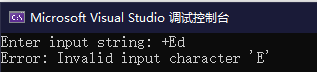 Microsoft Visual Studio 调试控制台
Enter input string: +Ed
Error: Invalid input character 'E'